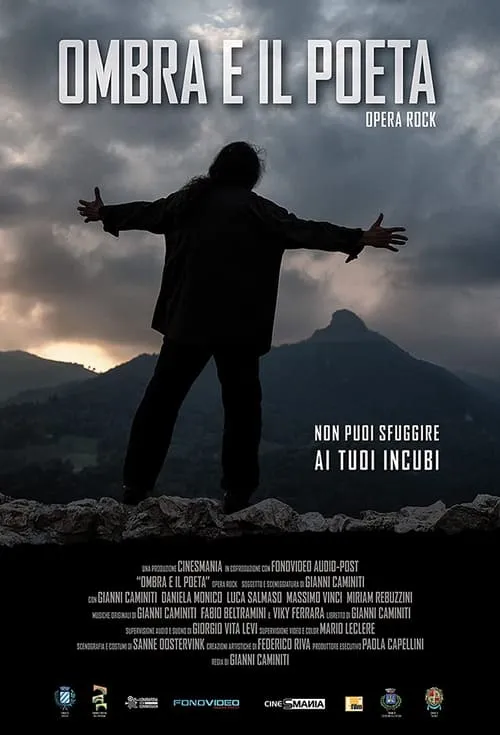 OMBRA E IL POETA
OPERA ROCK
NON PUOI SFUGGIRE
AI TUOI INCUBI
UNA PRODUZIONE CINESMANIA IN COPRODUZIONE CON FONOVIDEO AUDIO-POST
"OMBRA E IL POETA" OPERA ROCK SOGGETTO E SCENEGGIATURA DI GIANNI CAMINITI
CON GIANNI CAMINITI DANIELA MONICO LUCA SALMASO MASSIMO VINCI MIRIAM REBUZZINI
MUSICHE ORIGINALI DI GIANNI CAMINITI FABIO BELTRAMINI E VIKY FERRARA LIBRETTO DI GIANNI CAMINITI
SUPERVISIONE AUDIO E SUONO DI GIORGIO VITA LEVI SUPERVISIONE VIDEO E COLOR MARIO LECLERE
SCENOGRAFIA E COSTUMI DI SANNE OOSTERVINK CREAZIONI ARTISTICHE DI FEDERICO RIVA PRODUTTORE ESECUTIVO PAOLA CAPELLINI
REGIA DI GIANNI CAMINITI
FONOVIDEO CINESMANIA film